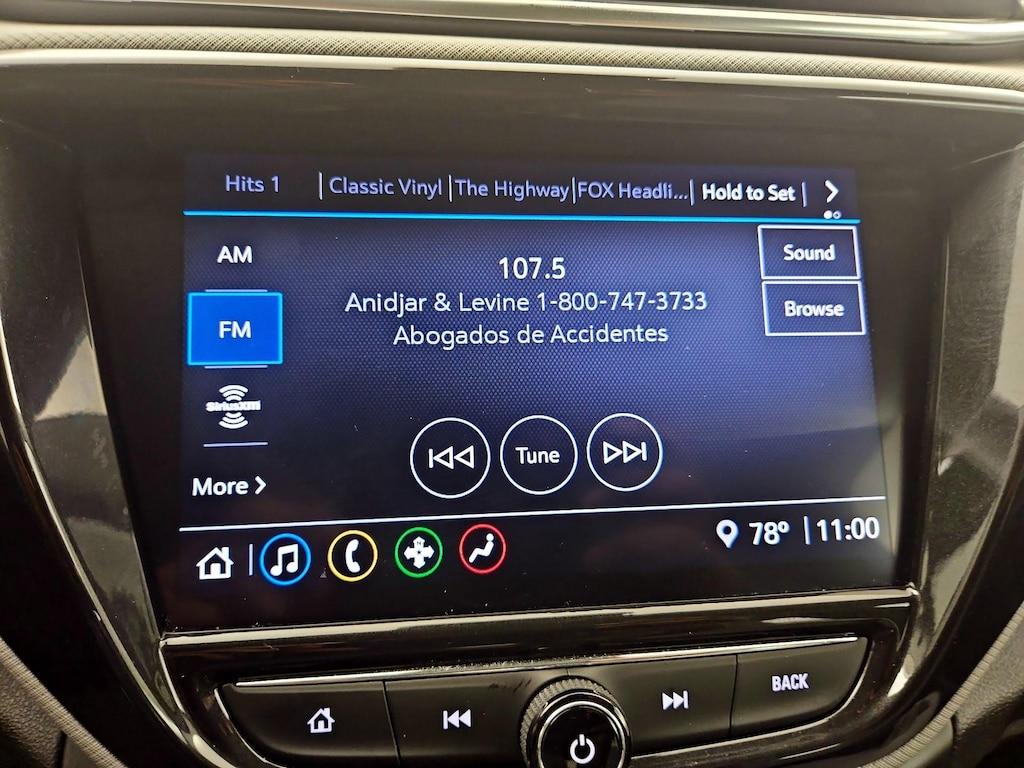 Hits 1 Classic Vinyl The Highway FOX Headli... Hold to Set
AM
107.5
Sound
Anidjar & Levine 1-800-747-3733
Browse
FM
Abogados de Accidentes
SiriusXM
Tune
More
78° 11:00
BACK